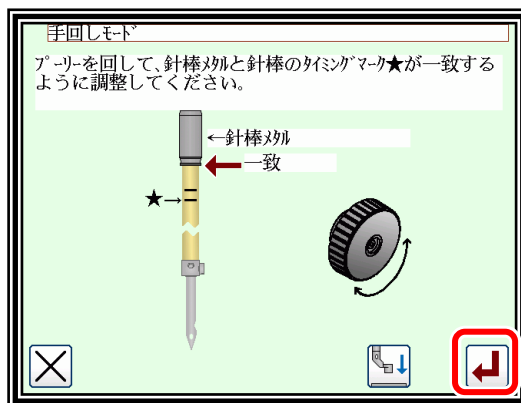 手回しﾓｰﾄﾞ
ﾌﾟｰﾘｰを回して､針棒ﾒﾀﾙと針棒のﾀｲﾐﾝｸﾞﾏｰｸ★が一致する
ように調整してください｡
←針棒ﾒﾀﾙ
一致
★→